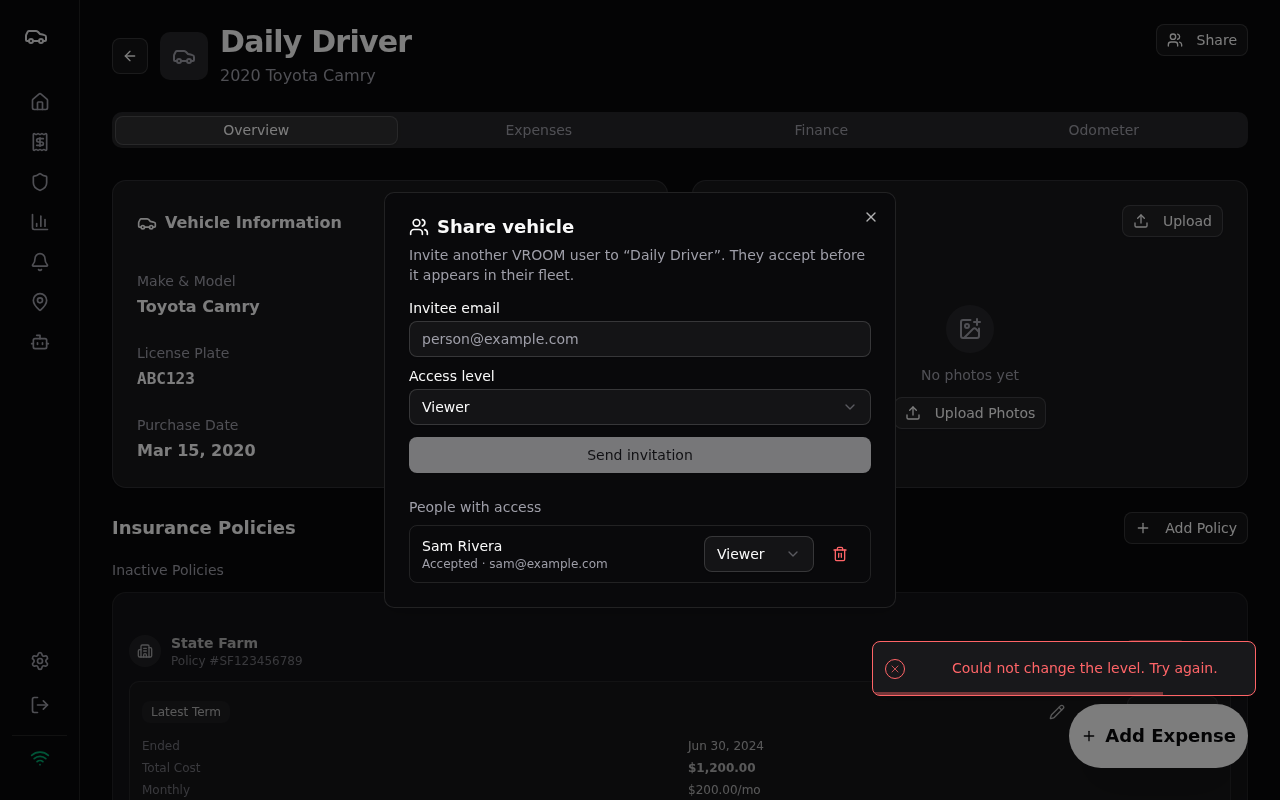 Daily Driver
2020 Toyota Camry
Share
Overview
Expenses
Finance
Odometer
Vehicle Information
Upload
Make & Model
Toyota Camry
License Plate
ABC123
Purchase Date
Mar 15, 2020
No photos yet
Upload Photos
Share vehicle
Invite another VROOM user to “Daily Driver”. They accept before
it appears in their fleet.
Invitee email
person@example.com
Access level
Viewer
Send invitation
People with access
Sam Rivera
Accepted · sam@example.com
Viewer
Insurance Policies
Add Policy
Inactive Policies
State Farm
Policy #SF123456789
Could not change the level. Try again.
Latest Term
Ended
Jun 30, 2024
Total Cost
$1,200.00
Monthly
$200.00/mo
Add Expense